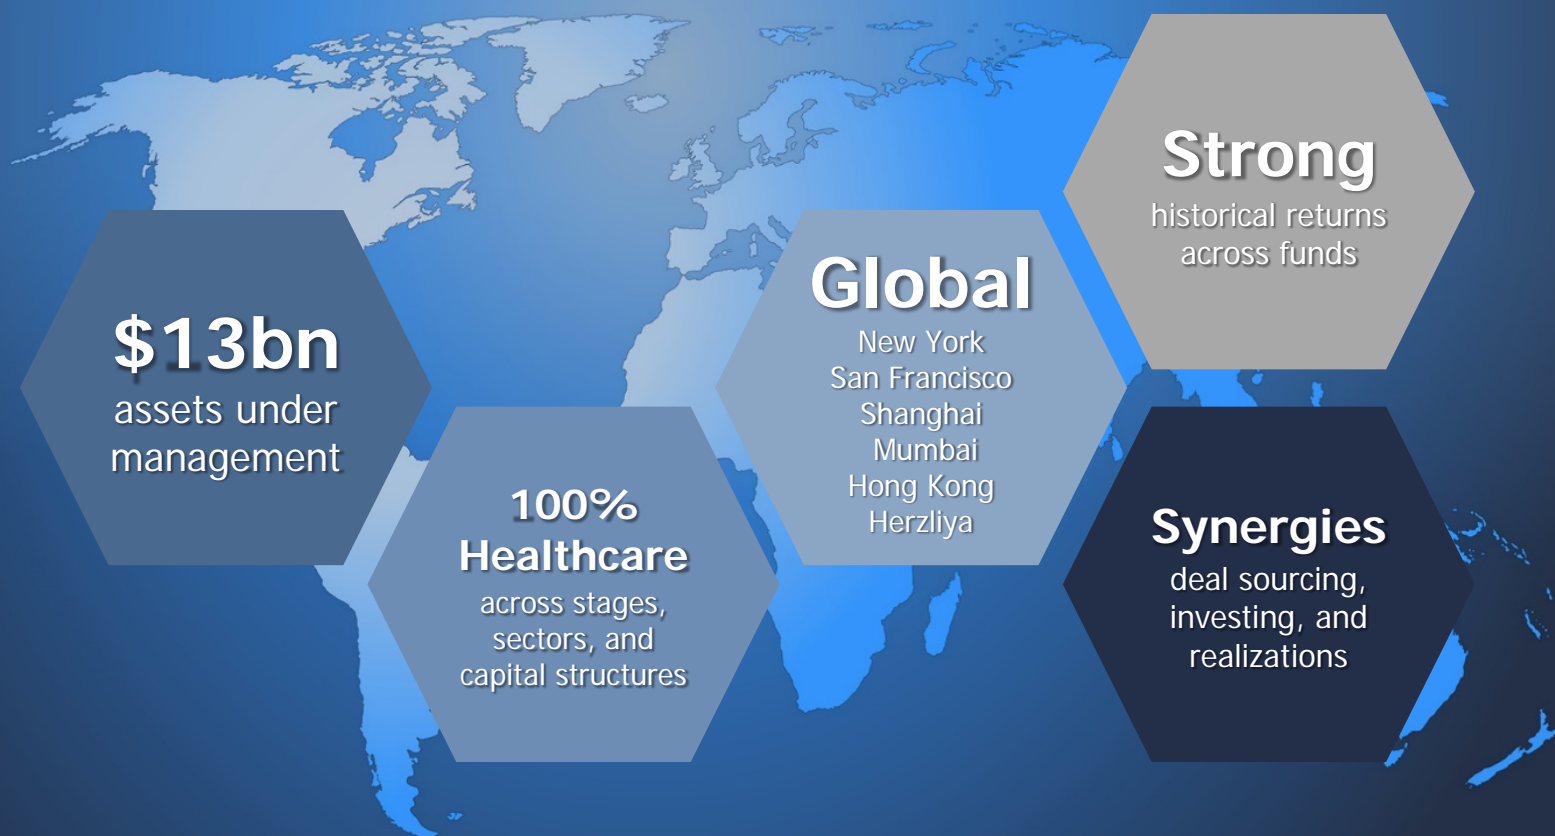 $13bn
assets under
management
100%
Healthcare
across stages,
sectors, and
capital structures
Global
New York
San Francisco
Shanghai
Mumbai
Hong Kong
Herzliya
Strong
historical returns
across funds
Synergies
deal sourcing,
investing, and
realizations